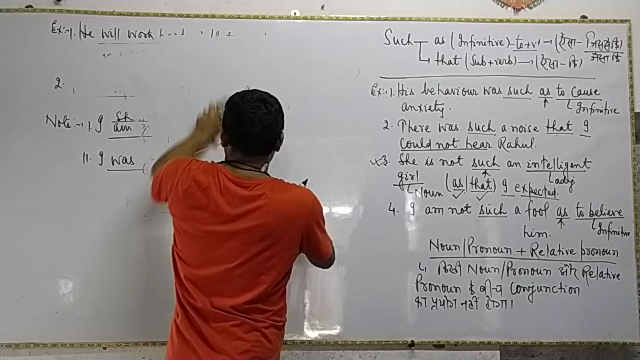 Ex:-1. He will work
2.
Note:- I. I sh
am
II. I was
Such as (Infinitive) to+v1 → (ऐसा - जिससे कि / जैसा कि)
that (Sub+verb) → (ऐसा - कि)
Ex:-1. His behaviour was such as to cause
anxiety. Infinitive
2. There was such a noise that I
could not hear Rahul.
3. She is not such an intelligent
girl (as/that) I expected.
Noun
4. I am not such a fool as to believe
him. Infinitive
Noun/Pronoun + Relative pronoun
किसी Noun/Pronoun और Relative
Pronoun के बीच Conjunction
का प्रयोग नहीं होगा।